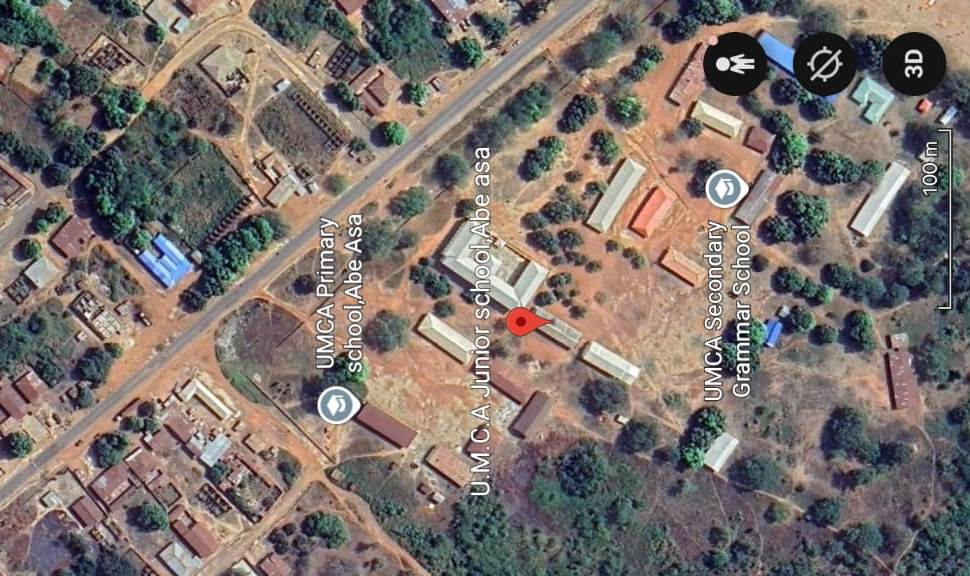 UMCA Primary
school,Abe Asa
U.M.C.A Junior school,Abe asa
UMCA Secondary
Grammar School
3D
100 m